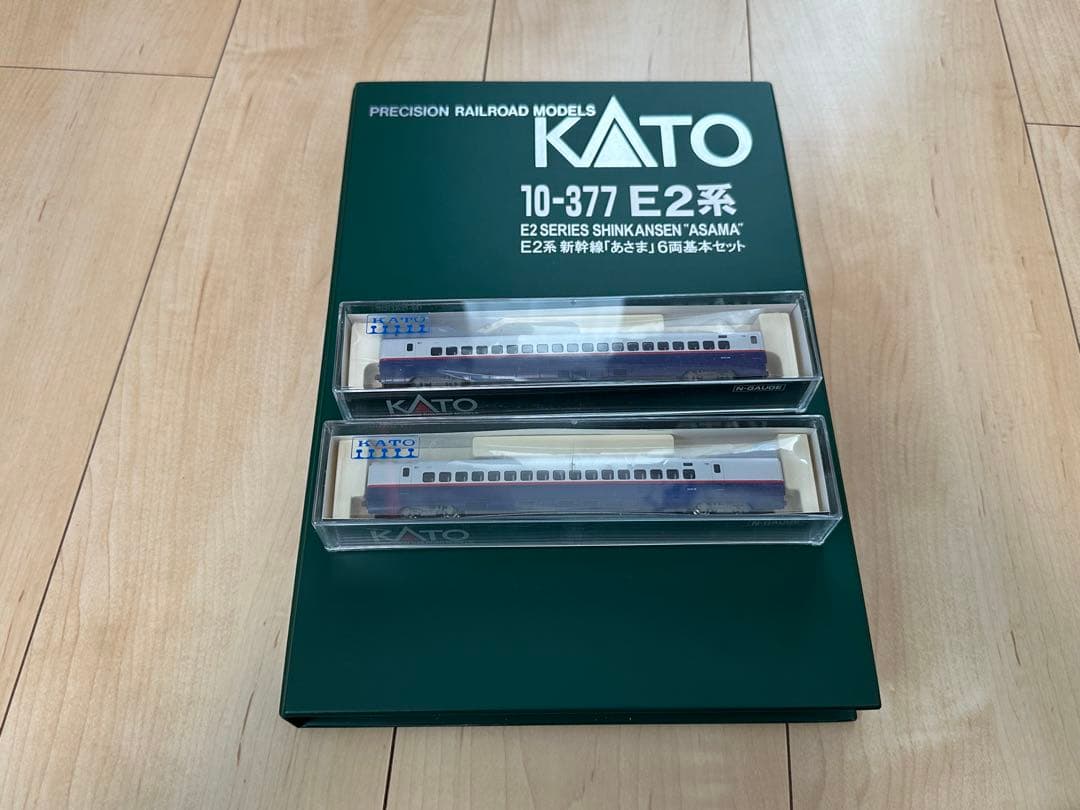 PRECISION RAILROAD MODELS
KATO
10-377 E2系
E2 SERIES SHINKANSEN "ASAMA"
E2系 新幹線「あさま」6両基本セット
KATO
KATO
N-GAUGE
KATO
KATO
N-GAUGE